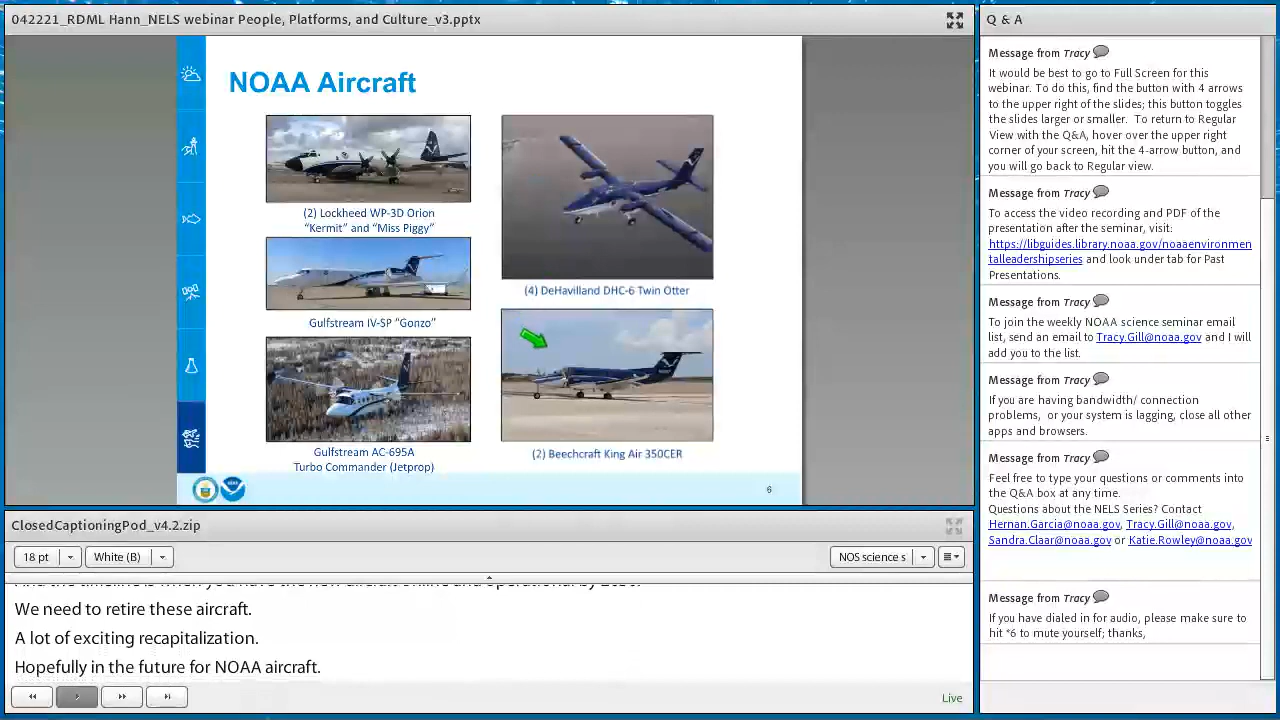 042221_RDML Hann_NELS webinar People, Platforms, and Culture_v3.pptx
NOAA Aircraft
(2) Lockheed WP-3D Orion
"Kermit" and "Miss Piggy"
Gulfstream IV-SP "Gonzo"
Gulfstream AC-695A
Turbo Commander (Jetprop)
(4) DeHavilland DHC-6 Twin Otter
(2) Beechcraft King Air 350CER
6
ClosedCaptioningPod_v4.2.zip
18 pt
White (B)
NOS science s
We need to retire these aircraft.
A lot of exciting recapitalization.
Hopefully in the future for NOAA aircraft.
Live
Q & A
Message from Tracy
It would be best to go to Full Screen for this
webinar. To do this, find the button with 4 arrows
to the upper right of the slides; this button toggles
the slides larger or smaller. To return to Regular
View with the Q&A, hover over the upper right
corner of your screen, hit the 4-arrow button, and
you will go back to Regular view.
Message from Tracy
To access the video recording and PDF of the
presentation after the seminar, visit:
https://libguides.library.noaa.gov/noaaenvironmen
talleadershipseries and look under tab for Past
Presentations.
Message from Tracy
To join the weekly NOAA science seminar email
list, send an email to Tracy.Gill@noaa.gov and I will
add you to the list.
Message from Tracy
If you are having bandwidth/ connection
problems, or your system is lagging, close all other
apps and browsers.
Message from Tracy
Feel free to type your questions or comments into
the Q&A box at any time.
Questions about the NELS Series? Contact
Hernan.Garcia@noaa.gov, Tracy.Gill@noaa.gov,
Sandra.Claar@noaa.gov or Katie.Rowley@noaa.gov
Message from Tracy
If you have dialed in for audio, please make sure to
hit *6 to mute yourself; thanks,